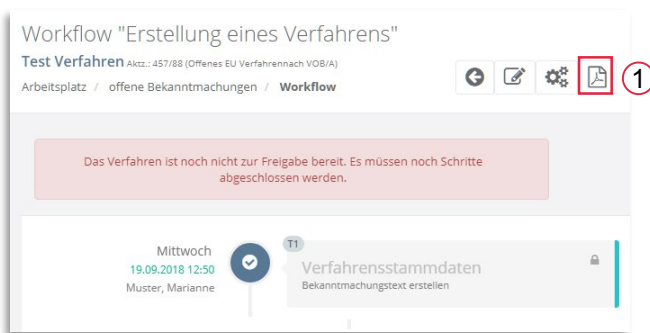 Workflow "Erstellung eines Verfahrens"
Test Verfahren Aktz.: 457/88 (Offenes EU Verfahrennach VOB/A)
Arbeitsplatz / offene Bekanntmachungen / Workflow
1
Das Verfahren ist noch nicht zur Freigabe bereit. Es müssen noch Schritte
abgeschlossen werden.
Mittwoch
19.09.2018 12:50
Muster, Marianne
T1
Verfahrensstammdaten
Bekanntmachungstext erstellen